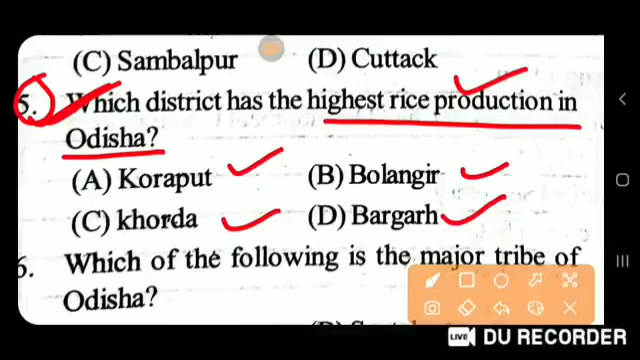 (C) Sambalpur (D) Cuttack
5. Which district has the highest rice production in
Odisha?
(A) Koraput (B) Bolangir
(C) khorda (D) Bargarh
6. Which of the following is the major tribe of
Odisha?
LIVE DU RECORDER